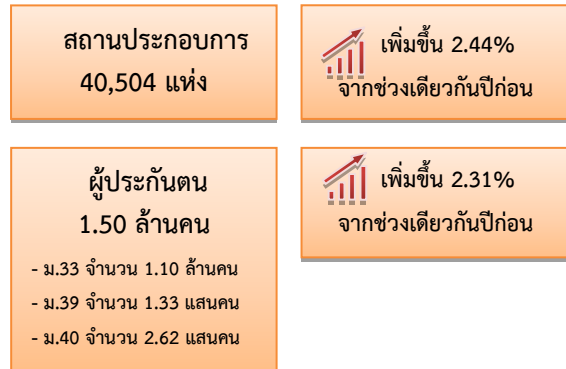 สถานประกอบการ
40,504 แห่ง
เพิ่มขึ้น 2.44%
จากช่วงเดียวกันปีก่อน
ผู้ประกันตน
1.50 ล้านคน
- ม.33 จำนวน 1.10 ล้านคน
- ม.39 จำนวน 1.33 แสนคน
- ม.40 จำนวน 2.62 แสนคน
เพิ่มขึ้น 2.31%
จากช่วงเดียวกันปีก่อน